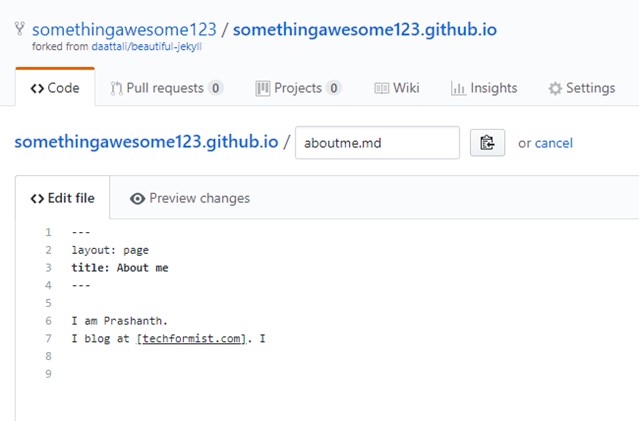 somethingawesome123 / somethingawesome123.github.io
forked from daattali/beautiful-jekyll
Code Pull requests 0 Projects 0 Wiki Insights Settings
somethingawesome123.github.io / aboutme.md or cancel
Edit file Preview changes
1 ---
2 layout: page
3 title: About me
4 ---
5
6 I am Prashanth.
7 I blog at [techformist.com]. I
8
9